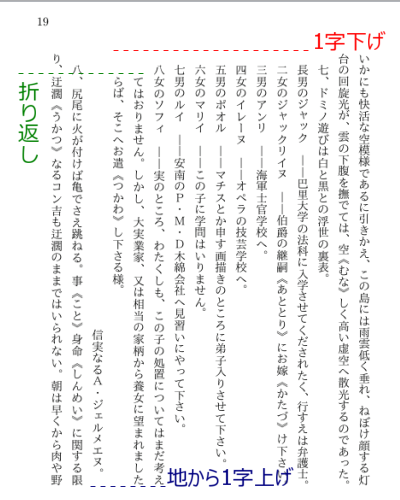 19
1字下げ
折り返し
いかにも快活な空模様であるに引きかえ、この島には雨雲低く垂れ、ねぼけ顔する灯
台の回旋光が、雲の下腹を撫でては、空《むな》しく高い虚空へ散光するのであった。
七、ドミノ遊びは白と黒との浮世の裏表。
長男のジャック ――巴里大学の法科に入学させてくだされたく、行すえは弁護士。
二女のジャックリイヌ ――伯爵の継嗣《あととり》にお嫁《かたづ》け下さい。
三男のアンリ ――海軍士官学校へ。
四女のイレーヌ ――オペラの技芸学校へ。
五男のポオル ――マチスとか申す画描きのところに弟子入りさせて下さい。
六女のマリイ ――この子に学問はいりません。
七男のルイ ――安南のP・M・D木綿会社へ見習いにやって下さい。
八女のソフィ ――実のところ、わたくしも、この子の処置についてはまだ考え
てはおりません。しかし、大実業家、又は相当の家柄から養女に望まれました
らば、そこへお遣《つかわ》し下さる様。
信実なるA・ジェルメエヌ。
八、尻尾に火が付けば亀でさえ跳ねる。事《こと》身命《しんめい》に関する限
り、迂濶《うかつ》なるコン吉も迂濶のままではいられない。朝は早くから肉や野
地から1字上げ